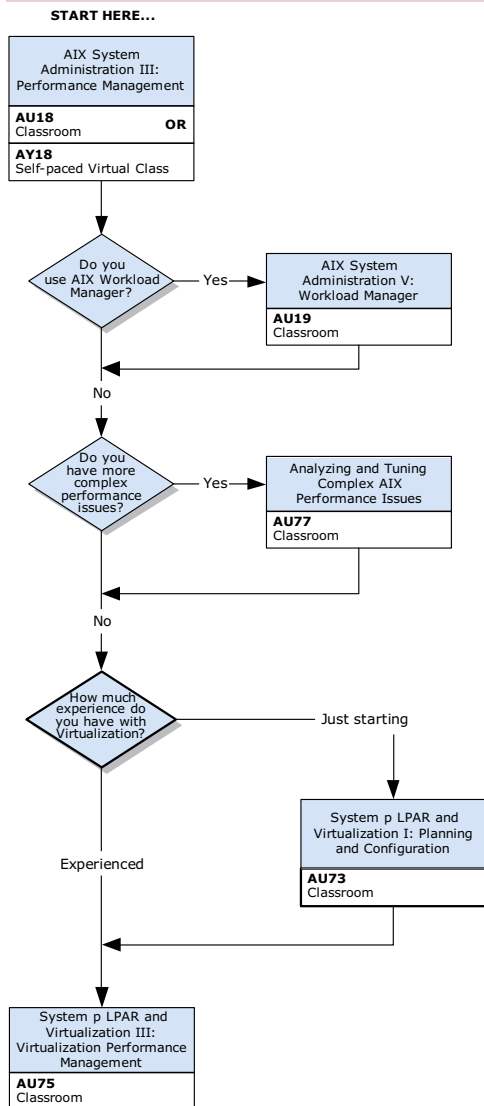 START HERE...
AIX System
Administration III:
Performance Management
AU18
Classroom OR
AY18
Self-paced Virtual Class
Do you
use AIX Workload
Manager?
Yes
AIX System
Administration V:
Workload Manager
AU19
Classroom
No
Do you
have more
complex
performance
issues?
Yes
Analyzing and Tuning
Complex AIX
Performance Issues
AU77
Classroom
No
How much
experience do
you have with
Virtualization?
Just starting
System p LPAR and
Virtualization I: Planning
and Configuration
AU73
Classroom
Experienced
System p LPAR and
Virtualization III:
Virtualization Performance
Management
AU75
Classroom